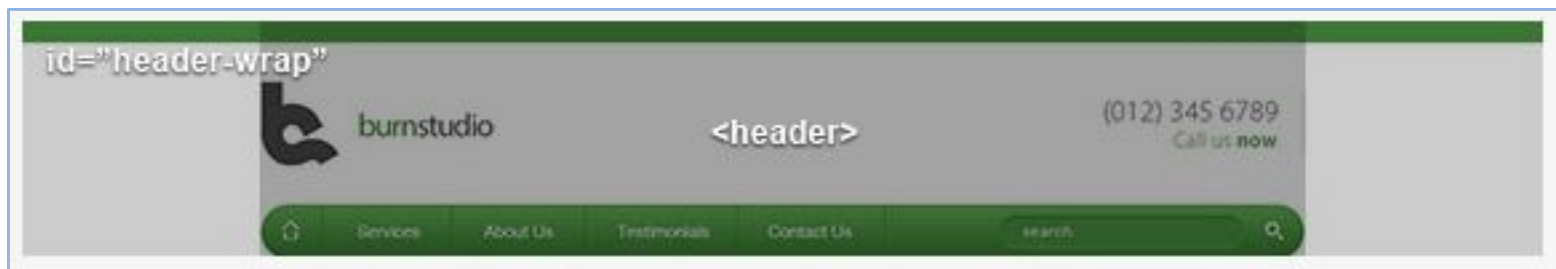 id="header-wrap"
burnstudio
<header>
(012) 345 6789
Call us now
Services About Us Testimonials Contact Us search